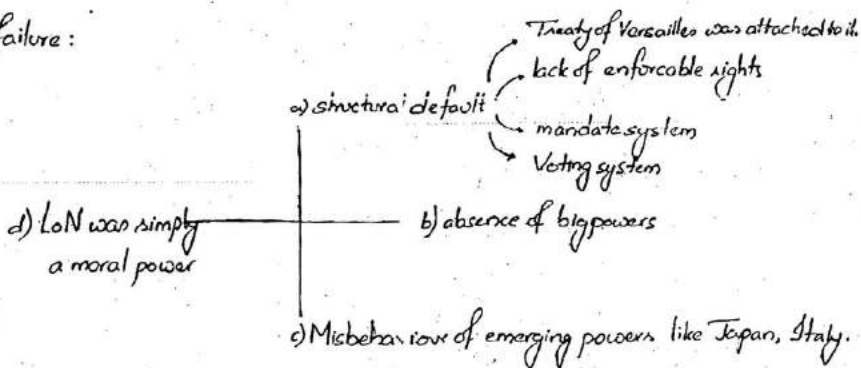 failure:
Treaty of Versailles was attached to it.
lack of enforcable rights
a) structural default
mandate system
Voting system
d) LoN was simply
a moral power
b) absence of big powers
c) Misbehaviour of emerging powers like Japan, Italy.